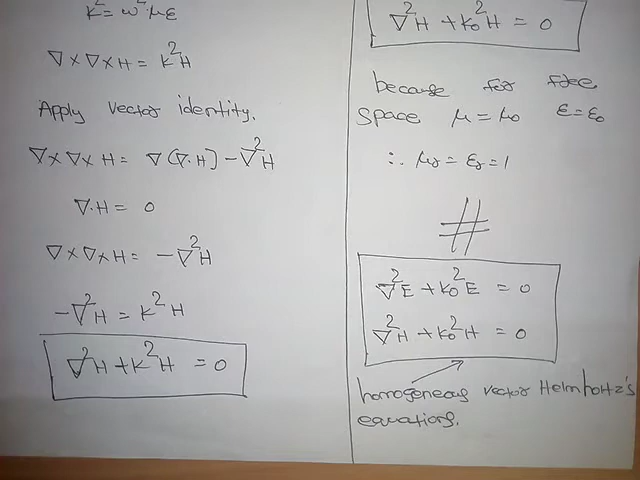 k² = ω²με
∇×∇×H = k²H
Apply vector identity.
∇×∇×H = ∇(∇·H) - ∇²H
∇·H = 0
∇×∇×H = -∇²H
-∇²H = k²H
∇²H + k²H = 0
∇²H + k₀²H = 0
because for free
space μ = μ₀ ε = ε₀
∴ μr = εr = 1
#
∇²E + k₀²E = 0
∇²H + k₀²H = 0
homogeneous vector Helmholtz's
equations.